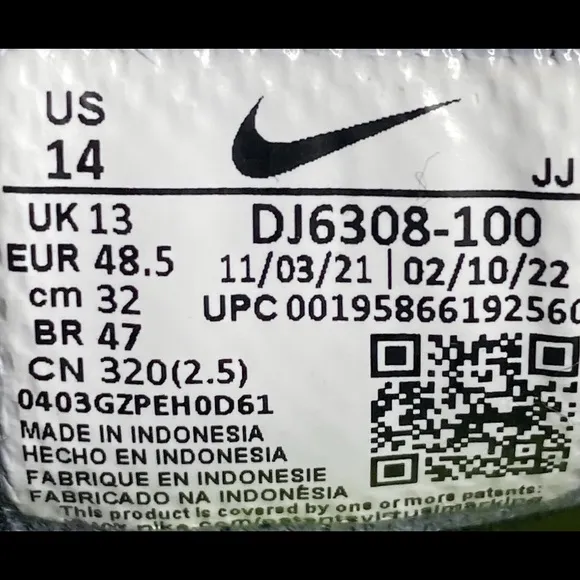 US
14
JJ
UK 13
EUR 48.5
cm 32
BR 47
CN 320(2.5)
DJ6308-100
11/03/21 | 02/10/22
UPC 00195866192560
0403GZPEH0D61
MADE IN INDONESIA
HECHO EN INDONESIA
FABRIQUE EN INDONESIE
FABRICADO NA INDONÉSIA
This product is covered by one or more patents: